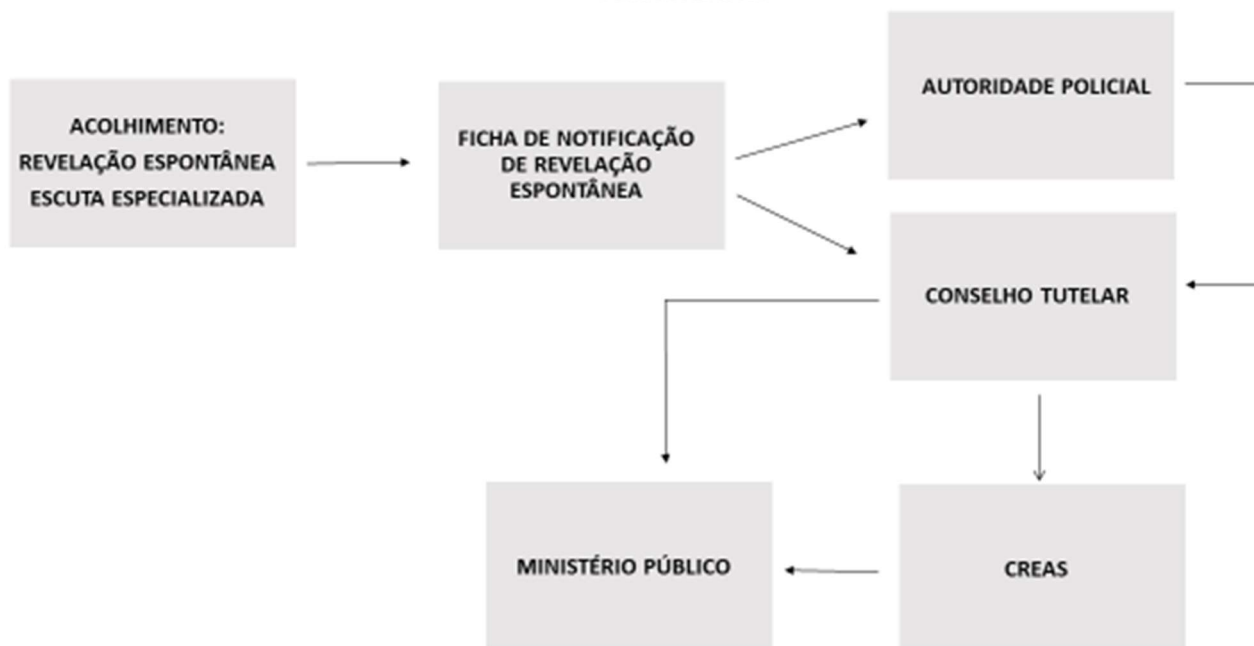 ACOLHIMENTO:
REVELAÇÃO ESPONTÂNEA
ESCUTA ESPECIALIZADA
FICHA DE NOTIFICAÇÃO
DE REVELAÇÃO
ESPONTÂNEA
AUTORIDADE POLICIAL
CONSELHO TUTELAR
MINISTÉRIO PÚBLICO
CREAS